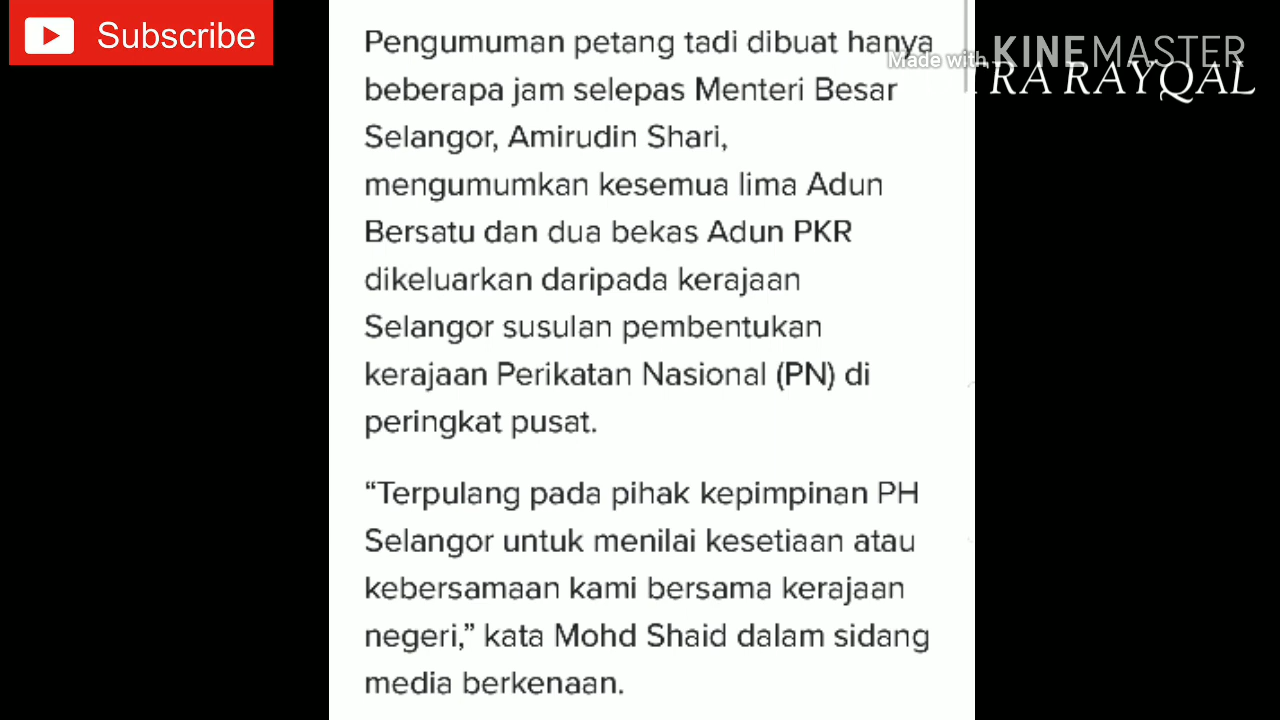 Subscribe
Made with KINEMASTER
TRA RAYQAL
Pengumuman petang tadi dibuat hanya
beberapa jam selepas Menteri Besar
Selangor, Amirudin Shari,
mengumumkan kesemua lima Adun
Bersatu dan dua bekas Adun PKR
dikeluarkan daripada kerajaan
Selangor susulan pembentukan
kerajaan Perikatan Nasional (PN) di
peringkat pusat.
“Terpulang pada pihak kepimpinan PH
Selangor untuk menilai kesetiaan atau
kebersamaan kami bersama kerajaan
negeri,” kata Mohd Shaid dalam sidang
media berkenaan.